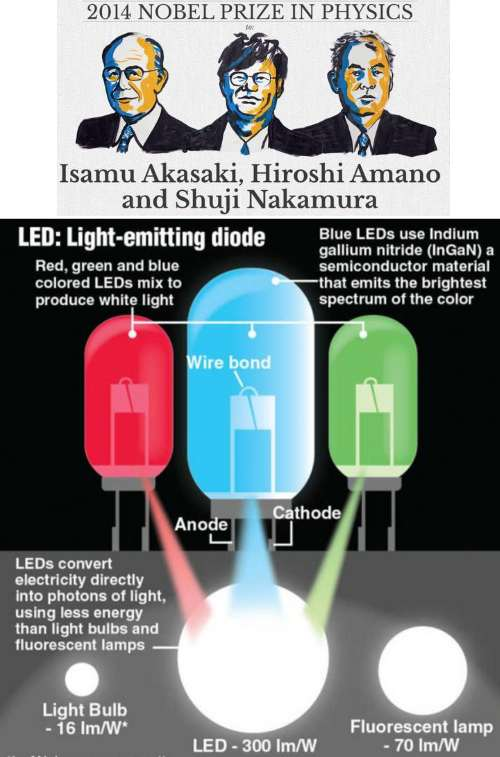 2014 NOBEL PRIZE IN PHYSICS
to:
Isamu Akasaki, Hiroshi Amano
and Shuji Nakamura
LED: Light-emitting diode
Red, green and blue
colored LEDs mix to
produce white light
Blue LEDs use Indium
gallium nitride (InGaN) a
semiconductor material
that emits the brightest
spectrum of the color
Wire bond
Anode
Cathode
LEDs convert
electricity directly
into photons of light,
using less energy
than light bulbs and
fluorescent lamps
Light Bulb
- 16 lm/W*
LED - 300 lm/W
Fluorescent lamp
- 70 lm/W